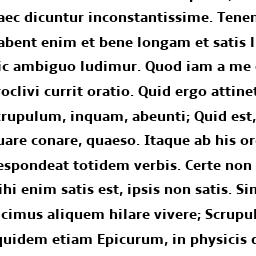 aec dicuntur inconstantissime. Tenen
abent enim et bene longam et satis l
ic ambiguo ludimur. Quod iam a me
roclivi currit oratio. Quid ergo attinet
crupulum, inquam, abeunti; Quid est,
uare conare, quaeso. Itaque ab his or
espondeat totidem verbis. Certe non
ihi enim satis est, ipsis non satis. Sin
cimus aliquem hilare vivere; Scrupul
quidem etiam Epicurum, in physicis